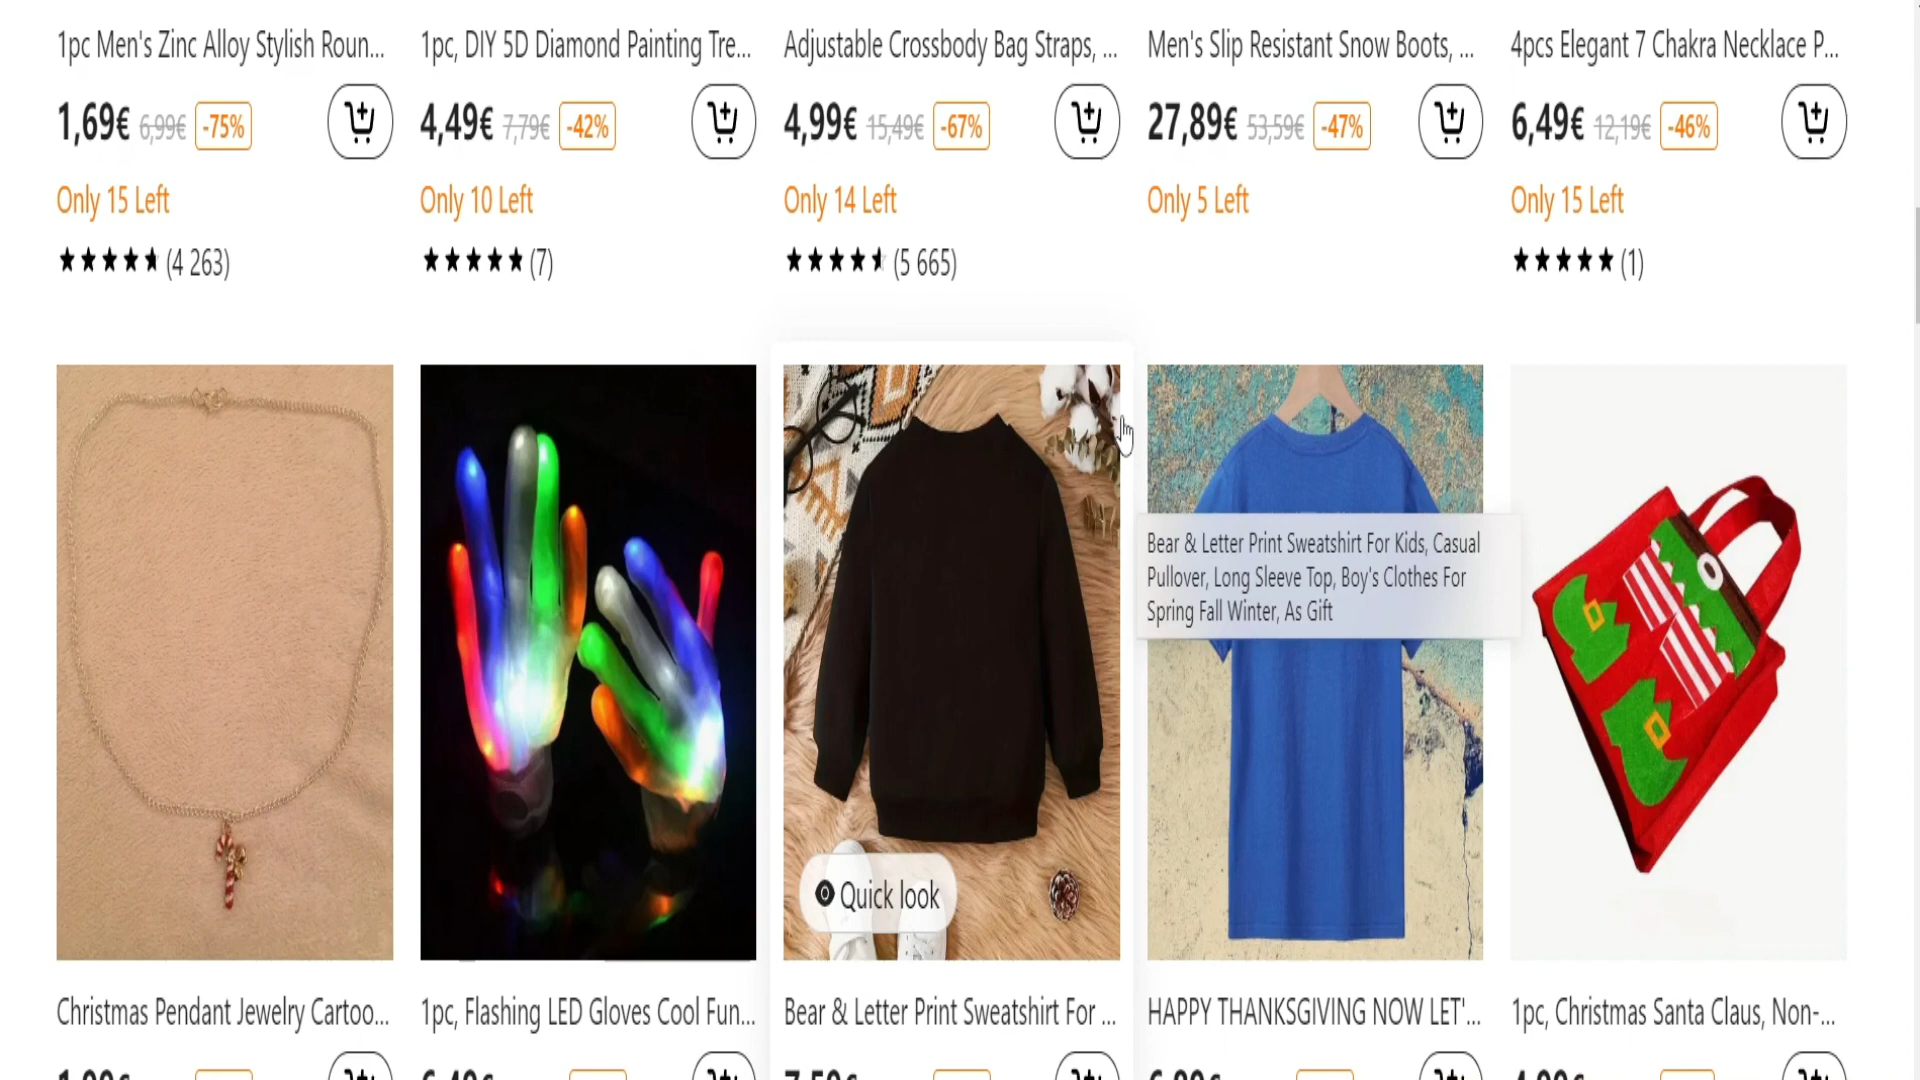 1pc Men's Zinc Alloy Stylish Roun...
1pc, DIY 5D Diamond Painting Tre...
Adjustable Crossbody Bag Straps, ...
Men's Slip Resistant Snow Boots, ...
4pcs Elegant 7 Chakra Necklace P...
1,69€ 6,99€ -75%
4,49€ 7,79€ -42%
4,99€ 15,49€ -67%
27,89€ 53,59€ -47%
6,49€ 12,19€ -46%
Only 15 Left
Only 10 Left
Only 14 Left
Only 5 Left
Only 15 Left
(4 263)
(7)
(5 665)
(1)
Bear & Letter Print Sweatshirt For Kids, Casual
Pullover, Long Sleeve Top, Boy's Clothes For
Spring Fall Winter, As Gift
Quick look
Christmas Pendant Jewelry Cartoo...
1pc, Flashing LED Gloves Cool Fun...
Bear & Letter Print Sweatshirt For ...
HAPPY THANKSGIVING NOW LET'...
1pc, Christmas Santa Claus, Non-...